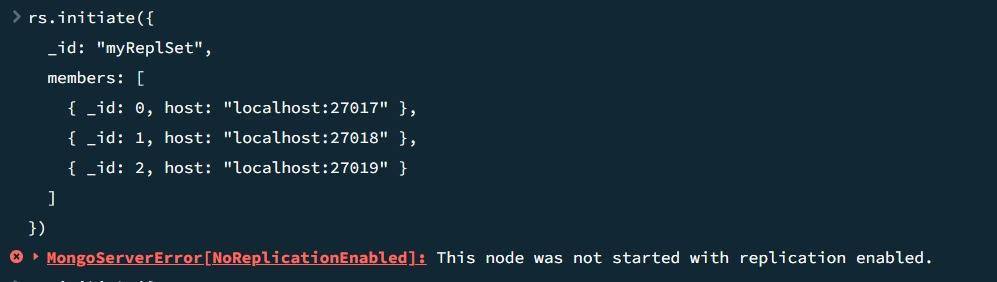 rs.initiate({
_id: "myReplSet",
members: [
{ _id: 0, host: "localhost:27017" },
{ _id: 1, host: "localhost:27018" },
{ _id: 2, host: "localhost:27019" }
]
})
MongoServerError[NoReplicationEnabled]: This node was not started with replication enabled.